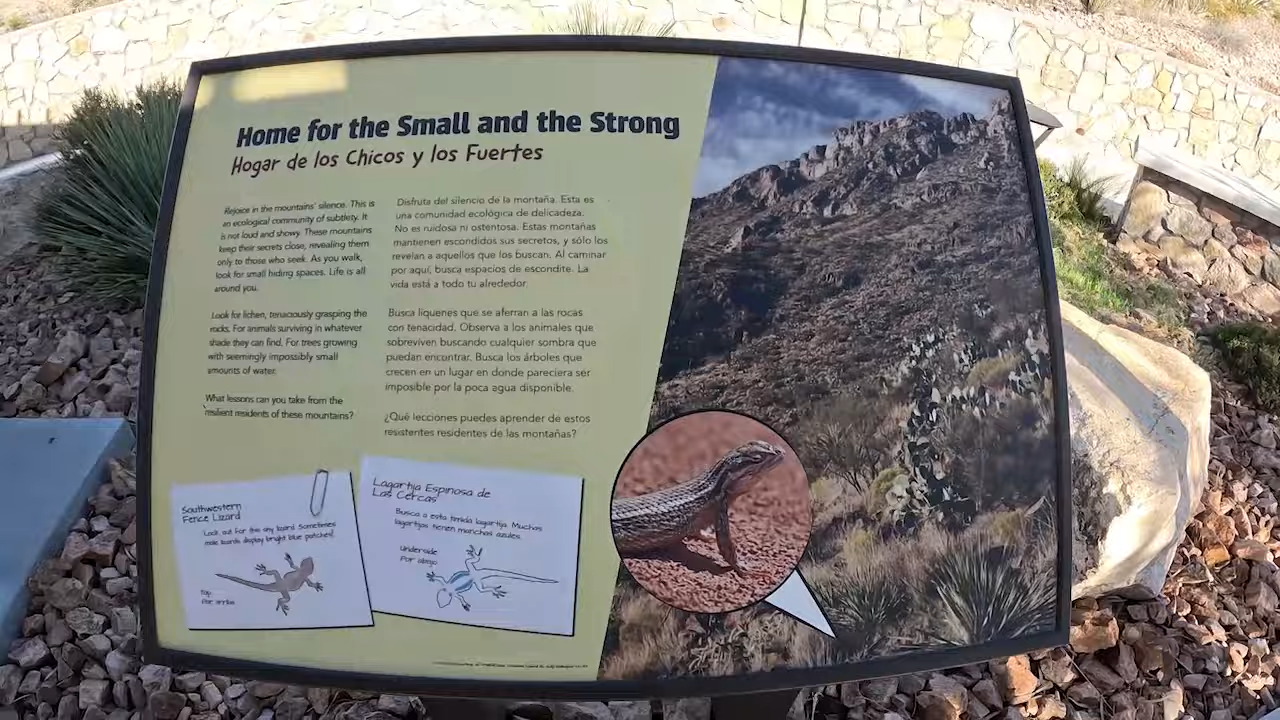 Home for the Small and the Strong
Hogar de los Chicos y los Fuertes
Rejoice in the mountains' silence. This is
an ecological community of subtlety. It
is not loud and showy. These mountains
keep their secrets close, revealing them
only to those who seek. As you walk,
look for small hiding spaces. Life is all
around you.
Look for lichen, tenaciously grasping the
rocks. For animals surviving in whatever
shade they can find. For trees growing
with seemingly impossibly small
amounts of water.
What lessons can you take from the
resilient residents of these mountains?
Disfruta del silencio de la montaña. Esta es
una comunidad ecológica de delicadeza.
No es ruidosa ni ostentosa. Estas montañas
mantienen escondidos sus secretos, y sólo los
revelan a aquellos que los buscan. Al caminar
por aquí, busca espacios de escondite. La
vida está a todo tu alrededor.
Busca líquenes que se aferran a las rocas
con tenacidad. Observa a los animales que
sobreviven buscando cualquier sombra que
puedan encontrar. Busca los árboles que
crecen en un lugar en donde pareciera ser
imposible por la poca agua disponible.
¿Qué lecciones puedes aprender de estos
resistentes residentes de las montañas?
Southwestern
Fence Lizard
Look out for this shy lizard. Sometimes
male lizards display bright blue patches!
Top
Por arriba
Lagartija Espinosa de
Las Cercas
Busca a esta tímida lagartija. Muchas
lagartijas tienen manchas azules.
Underside
Por abajo